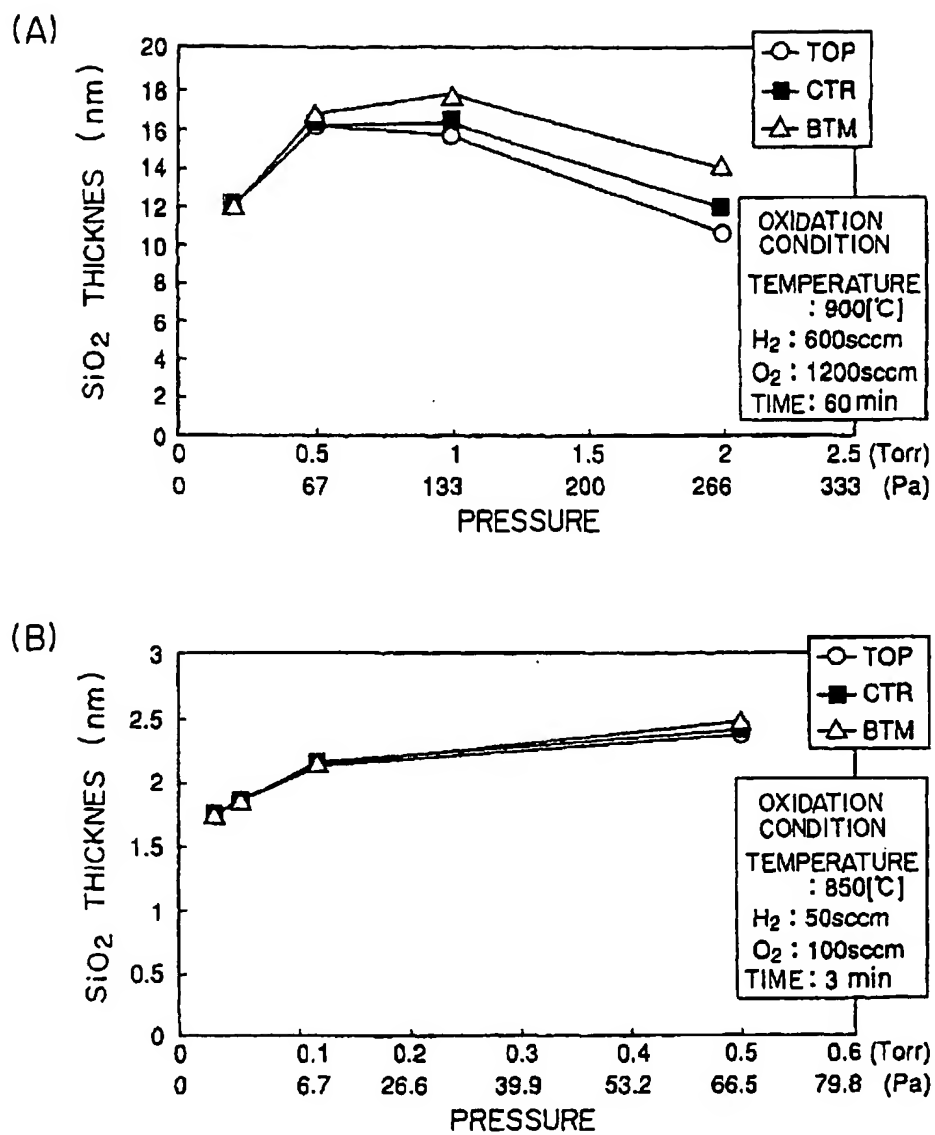 (A)
20
18
16
14
12
10
8
6
4
2
0
SiO2 THICKNES (nm)
TOP
CTR
BTM
OXIDATION
CONDITION
TEMPERATURE
: 900[℃]
H2 : 600sccm
O2 : 1200sccm
TIME : 60 min
0 0.5 1 1.5 2 2.5 (Torr)
0 67 133 200 266 333 (Pa)
PRESSURE
(B)
3
2.5
2
1.5
1
0.5
0
SiO2 THICKNES (nm)
TOP
CTR
BTM
OXIDATION
CONDITION
TEMPERATURE
: 850[℃]
H2 : 50sccm
O2 : 100sccm
TIME : 3 min
0 0.1 0.2 0.3 0.4 0.5 0.6 (Torr)
0 6.7 26.6 39.9 53.2 66.5 79.8 (Pa)
PRESSURE